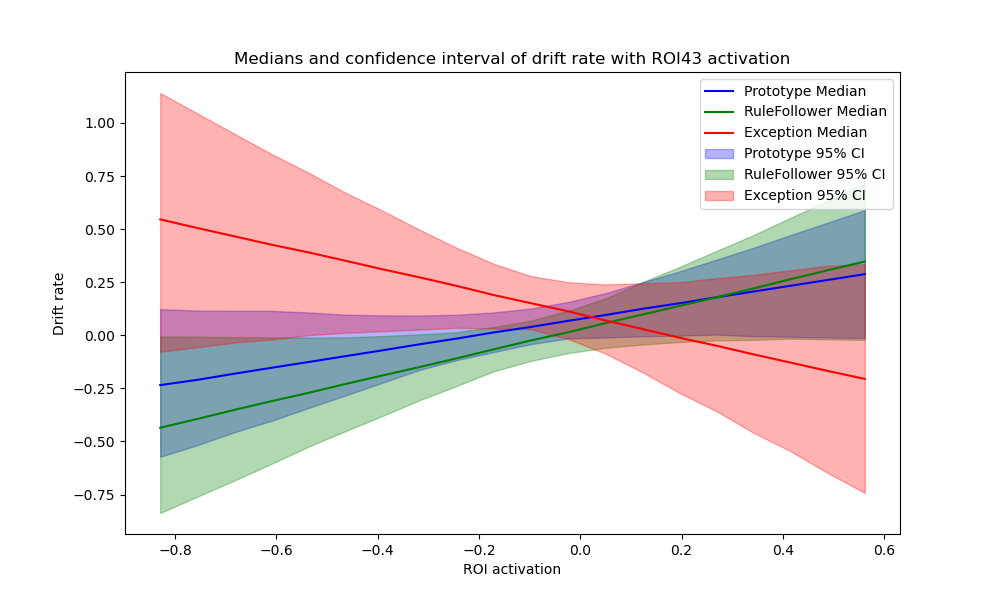 Medians and confidence interval of drift rate with ROI43 activation
Prototype Median
RuleFollower Median
Exception Median
Prototype 95% CI
RuleFollower 95% CI
Exception 95% CI
1.00
0.75
0.50
0.25
0.00
−0.25
−0.50
−0.75
Drift rate
−0.8 −0.6 −0.4 −0.2 0.0 0.2 0.4 0.6
ROI activation